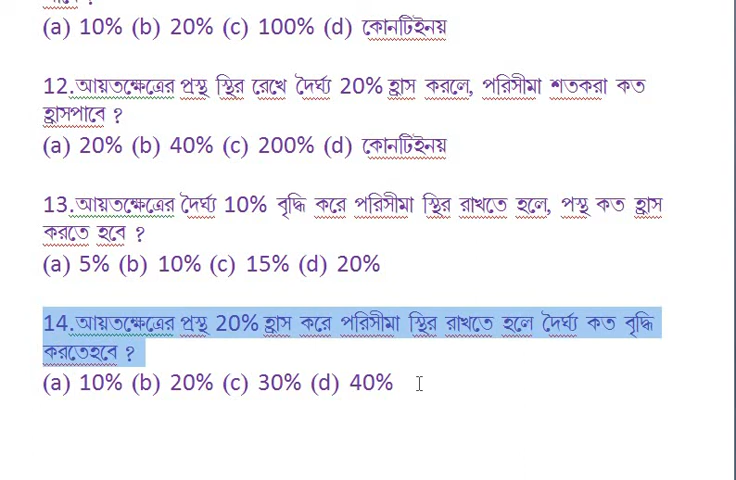 (a) 10% (b) 20% (c) 100% (d) কোনটিইনয়
12.আয়তক্ষেত্রের প্রস্থ স্থির রেখে দৈর্ঘ্য 20% হ্রাস করলে, পরিসীমা শতকরা কত
হ্রাসপাবে ?
(a) 20% (b) 40% (c) 200% (d) কোনটিইনয়
13.আয়তক্ষেত্রের দৈর্ঘ্য 10% বৃদ্ধি করে পরিসীমা স্থির রাখতে হলে, পস্থ কত হ্রাস
করতে হবে ?
(a) 5% (b) 10% (c) 15% (d) 20%
14.আয়তক্ষেত্রের প্রস্থ 20% হ্রাস করে পরিসীমা স্থির রাখতে হলে দৈর্ঘ্য কত বৃদ্ধি
করতেহবে ?
(a) 10% (b) 20% (c) 30% (d) 40%